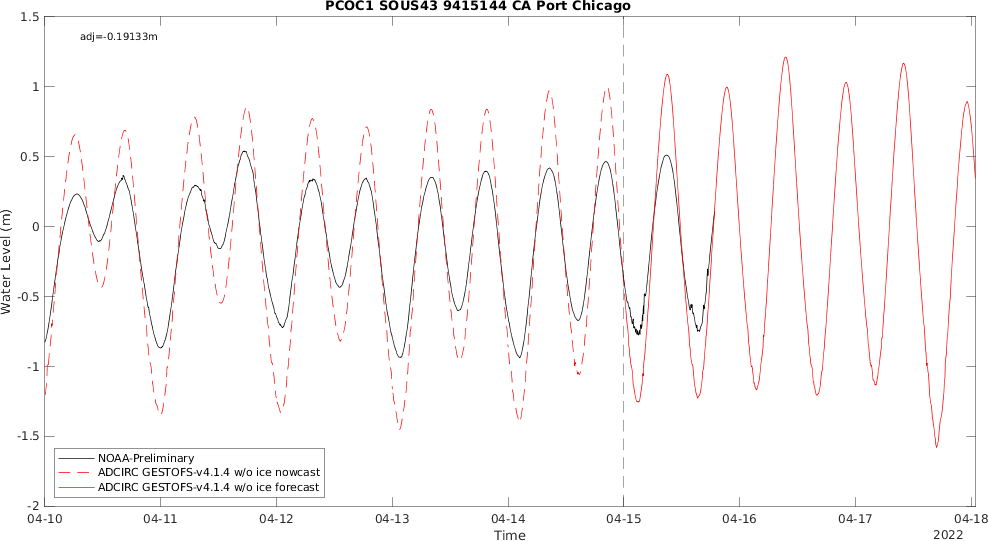 PCOC1 SOUS43 9415144 CA Port Chicago
adj=-0.19133m
1.5
1
0.5
0
-0.5
-1
-1.5
-2
Water Level (m)
NOAA-Preliminary
ADCIRC GESTOFS-v4.1.4 w/o ice nowcast
ADCIRC GESTOFS-v4.1.4 w/o ice forecast
04-10 04-11 04-12 04-13 04-14 04-15 04-16 04-17 04-18
Time
2022